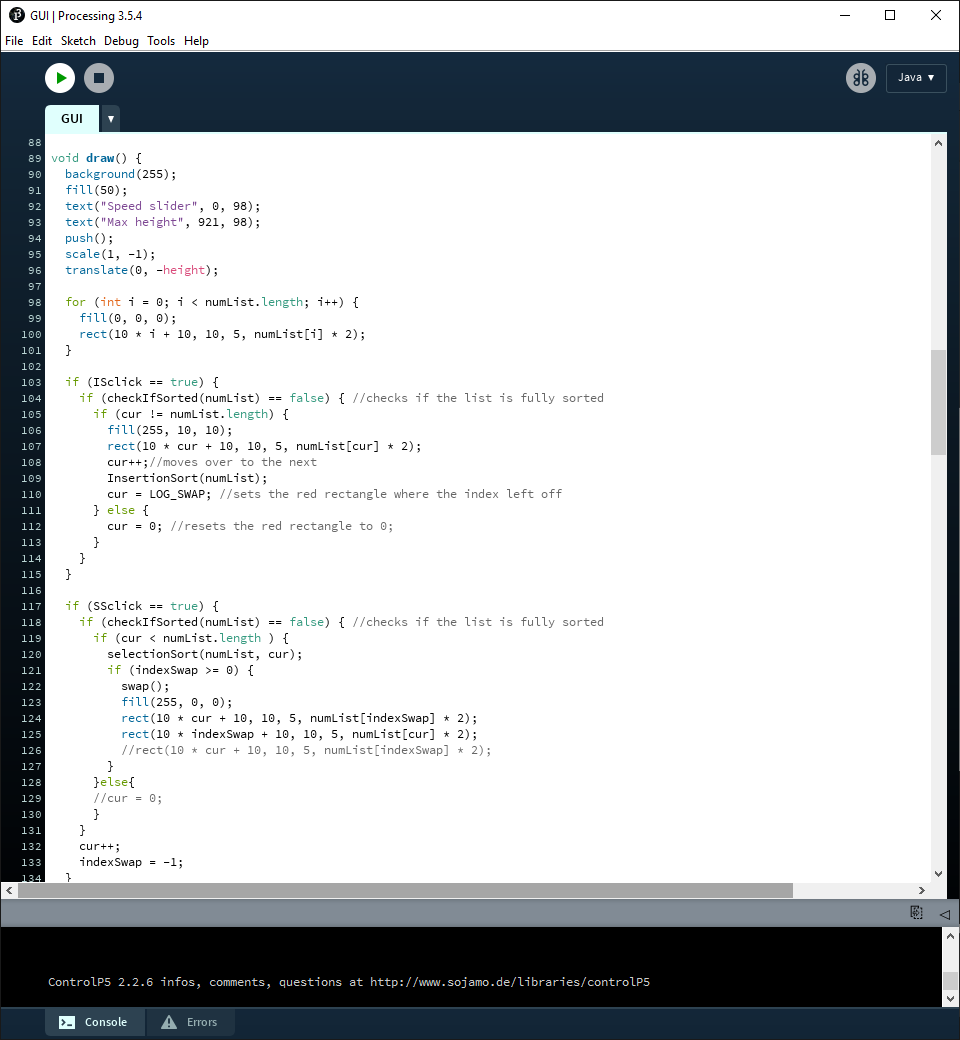 GUI | Processing 3.5.4
File Edit Sketch Debug Tools Help
Java ▼
GUI ▼
88
89 void draw() {
90   background(255);
91   fill(50);
92   text("Speed slider", 0, 98);
93   text("Max height", 921, 98);
94   push();
95   scale(1, -1);
96   translate(0, -height);
97
98   for (int i = 0; i < numList.length; i++) {
99     fill(0, 0, 0);
100     rect(10 * i + 10, 10, 5, numList[i] * 2);
101   }
102
103   if (ISclick == true) {
104     if (checkIfSorted(numList) == false) { //checks if the list is fully sorted
105       if (cur != numList.length) {
106         fill(255, 10, 10);
107         rect(10 * cur + 10, 10, 5, numList[cur] * 2);
108         cur++;//moves over to the next
109         InsertionSort(numList);
110         cur = LOG_SWAP; //sets the red rectangle where the index left off
111       } else {
112         cur = 0; //resets the red rectangle to 0;
113       }
114     }
115   }
116
117   if (SSclick == true) {
118     if (checkIfSorted(numList) == false) { //checks if the list is fully sorted
119       if (cur < numList.length ) {
120         selectionSort(numList, cur);
121         if (indexSwap >= 0) {
122           swap();
123           fill(255, 0, 0);
124           rect(10 * cur + 10, 10, 5, numList[indexSwap] * 2);
125           rect(10 * indexSwap + 10, 10, 5, numList[cur] * 2);
126           //rect(10 * cur + 10, 10, 5, numList[indexSwap] * 2);
127         }
128       }else{
129       //cur = 0;
130       }
131     }
132     cur++;
133     indexSwap = -1;
134   }
ControlP5 2.2.6 infos, comments, questions at http://www.sojamo.de/libraries/controlP5
Console Errors